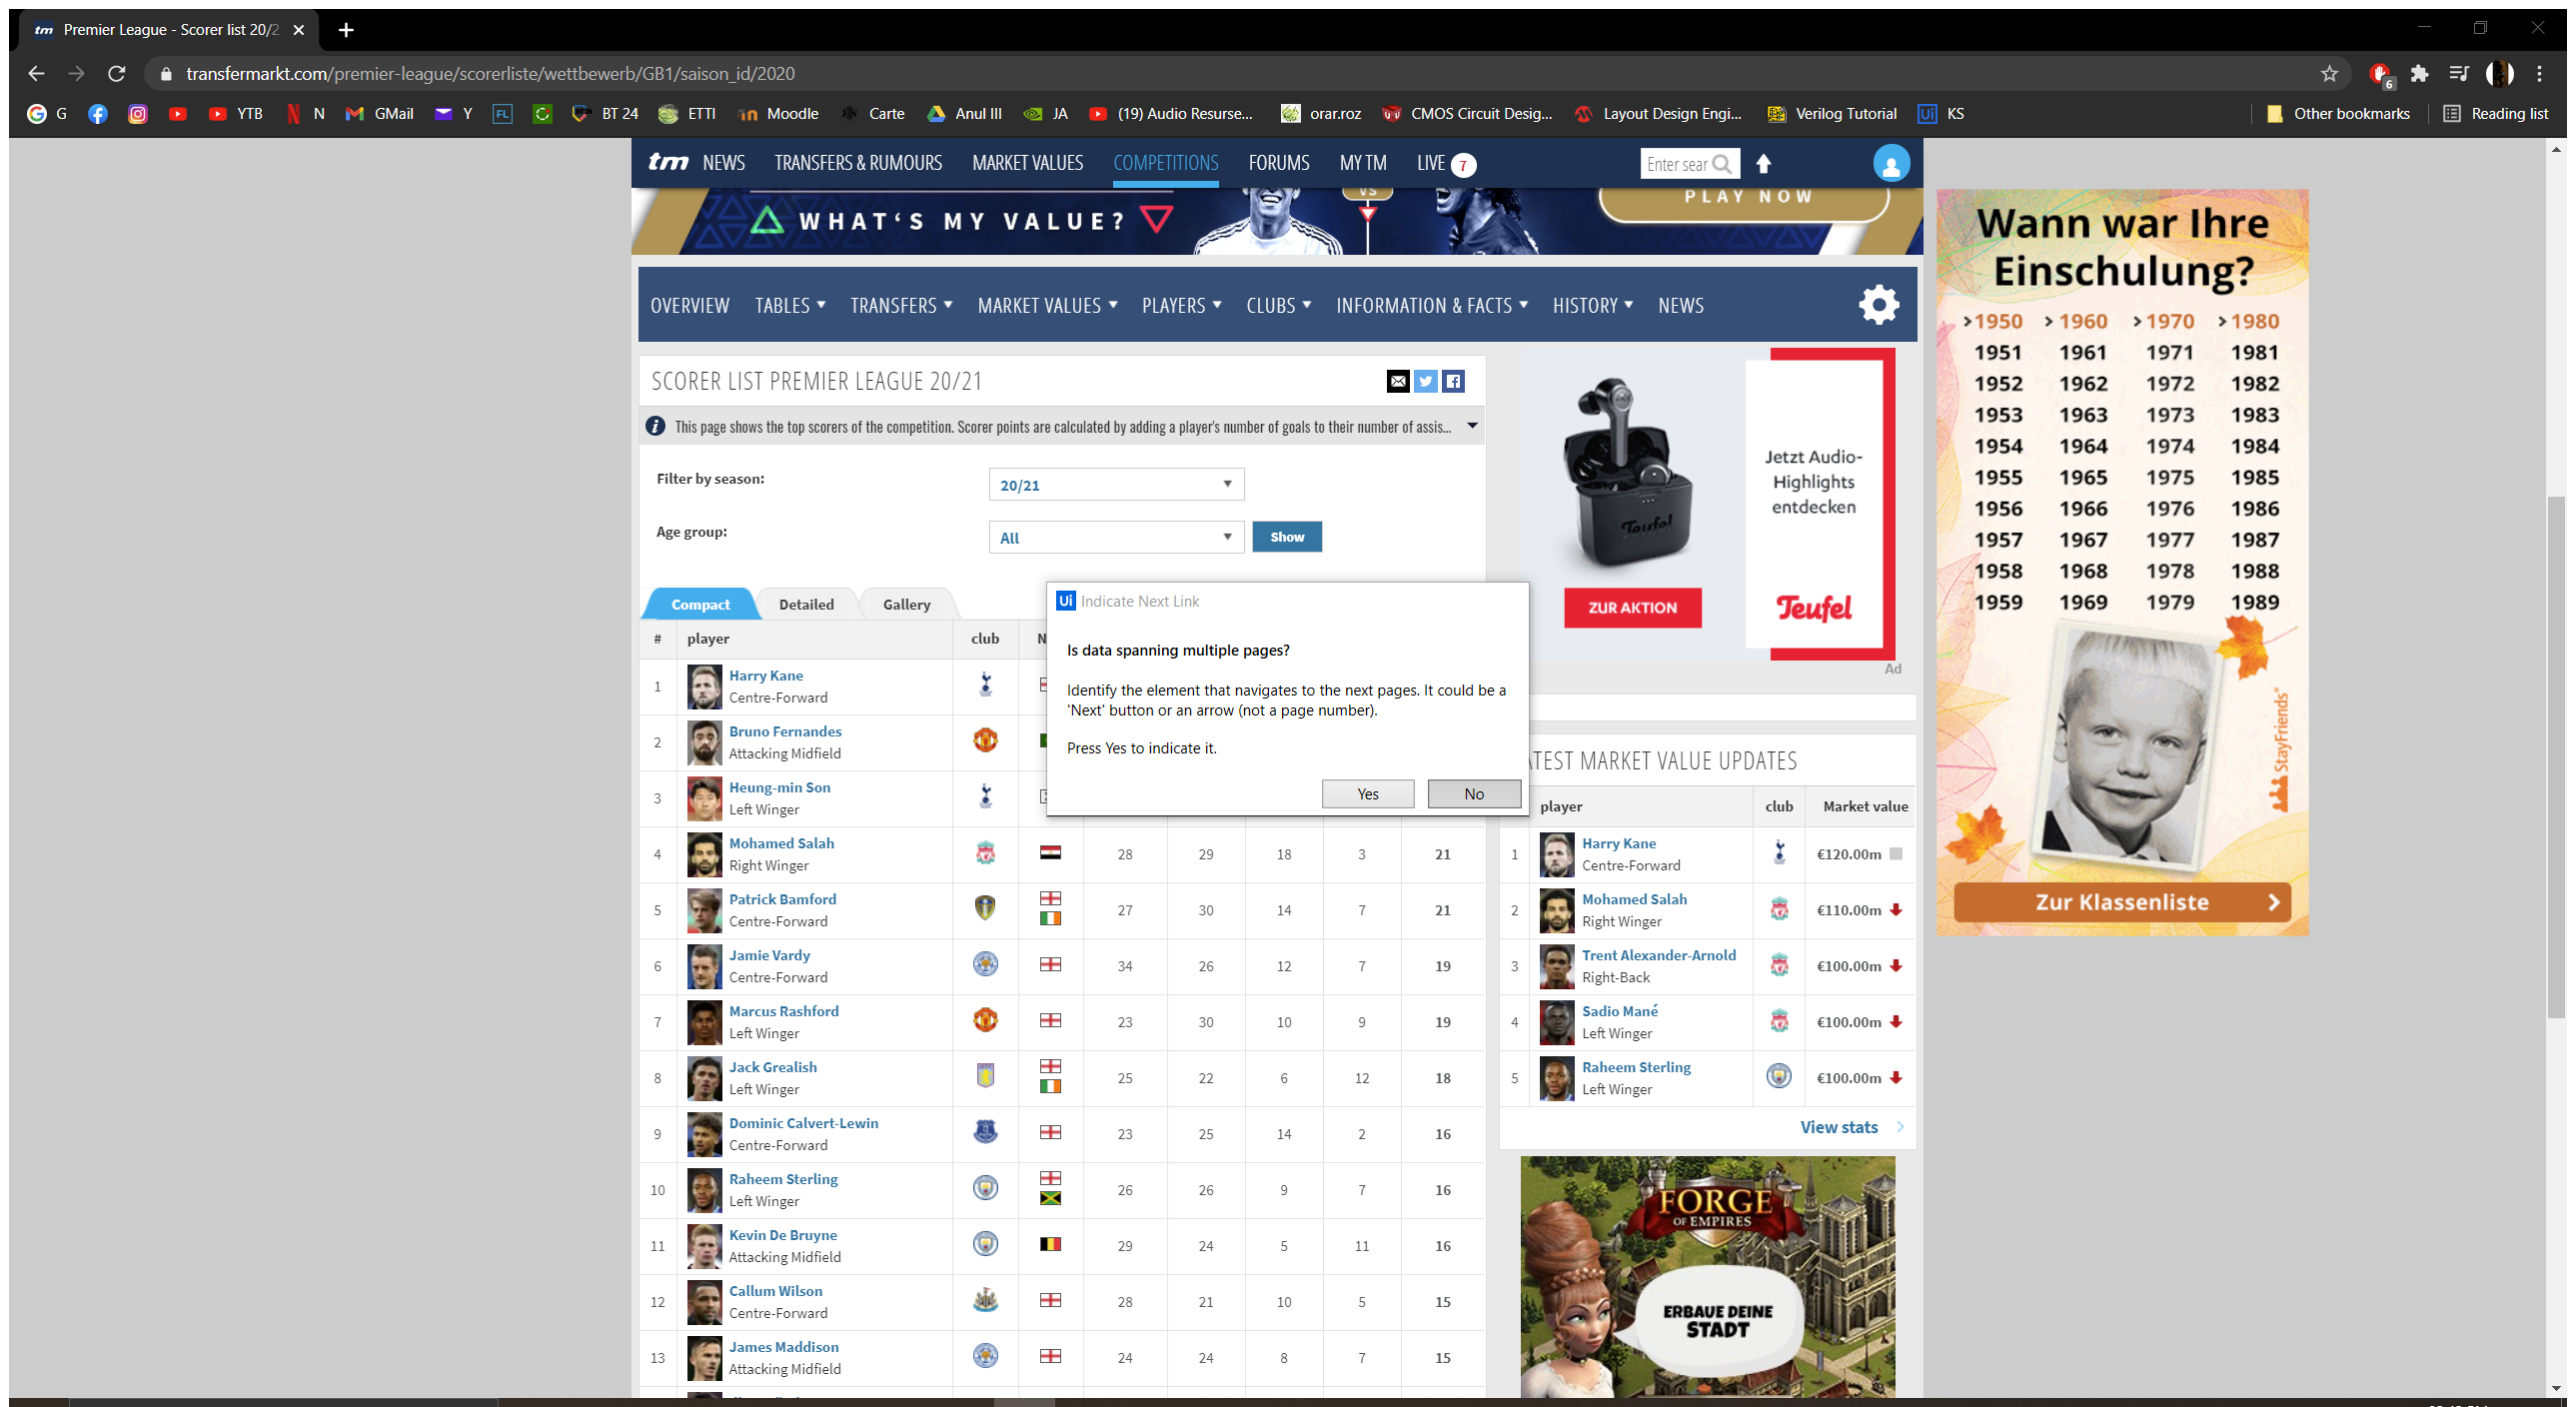 tm Premier League - Scorer list 20/2
transfermarkt.com/premier-league/scorerliste/wettbewerb/GB1/saison_id/2020
6
G YTB N GMail Y FL BT 24 ETTI Moodle Carte Anul III JA (19) Audio Resurse... orar.roz CMOS Circuit Desig... Layout Design Engi... Verilog Tutorial Ui KS Other bookmarks Reading list
tm NEWS TRANSFERS & RUMOURS MARKET VALUES COMPETITIONS FORUMS MY TM LIVE 7 Enter sear
WHAT'S MY VALUE? VS PLAY NOW
OVERVIEW TABLES TRANSFERS MARKET VALUES PLAYERS CLUBS INFORMATION & FACTS HISTORY NEWS
SCORER LIST PREMIER LEAGUE 20/21
i This page shows the top scorers of the competition. Scorer points are calculated by adding a player's number of goals to their number of assis...
Filter by season: 20/21
Age group: All Show
Compact Detailed Gallery
# player club N
1 Harry Kane
Centre-Forward
2 Bruno Fernandes
Attacking Midfield
3 Heung-min Son
Left Winger
4 Mohamed Salah 28 29 18 3 21
Right Winger
5 Patrick Bamford 27 30 14 7 21
Centre-Forward
6 Jamie Vardy 34 26 12 7 19
Centre-Forward
7 Marcus Rashford 23 30 10 9 19
Left Winger
8 Jack Grealish 25 22 6 12 18
Left Winger
9 Dominic Calvert-Lewin 23 25 14 2 16
Centre-Forward
10 Raheem Sterling 26 26 9 7 16
Left Winger
11 Kevin De Bruyne 29 24 5 11 16
Attacking Midfield
12 Callum Wilson 28 21 10 5 15
Centre-Forward
13 James Maddison 24 24 8 7 15
Attacking Midfield
Ui Indicate Next Link
Is data spanning multiple pages?
Identify the element that navigates to the next pages. It could be a
'Next' button or an arrow (not a page number).
Press Yes to indicate it.
Yes No
Jetzt Audio-
Highlights
entdecken
Teufel
ZUR AKTION Teufel
Ad
TEST MARKET VALUE UPDATES
player club Market value
1 Harry Kane €120.00m
Centre-Forward
2 Mohamed Salah €110.00m
Right Winger
3 Trent Alexander-Arnold €100.00m
Right-Back
4 Sadio Mané €100.00m
Left Winger
5 Raheem Sterling €100.00m
Left Winger
View stats
FORGE
OF EMPIRES
ERBAUE DEINE
STADT
Wann war Ihre
Einschulung?
1950 1960 1970 1980
1951 1961 1971 1981
1952 1962 1972 1982
1953 1963 1973 1983
1954 1964 1974 1984
1955 1965 1975 1985
1956 1966 1976 1986
1957 1967 1977 1987
1958 1968 1978 1988
1959 1969 1979 1989
StayFriends
Zur Klassenliste